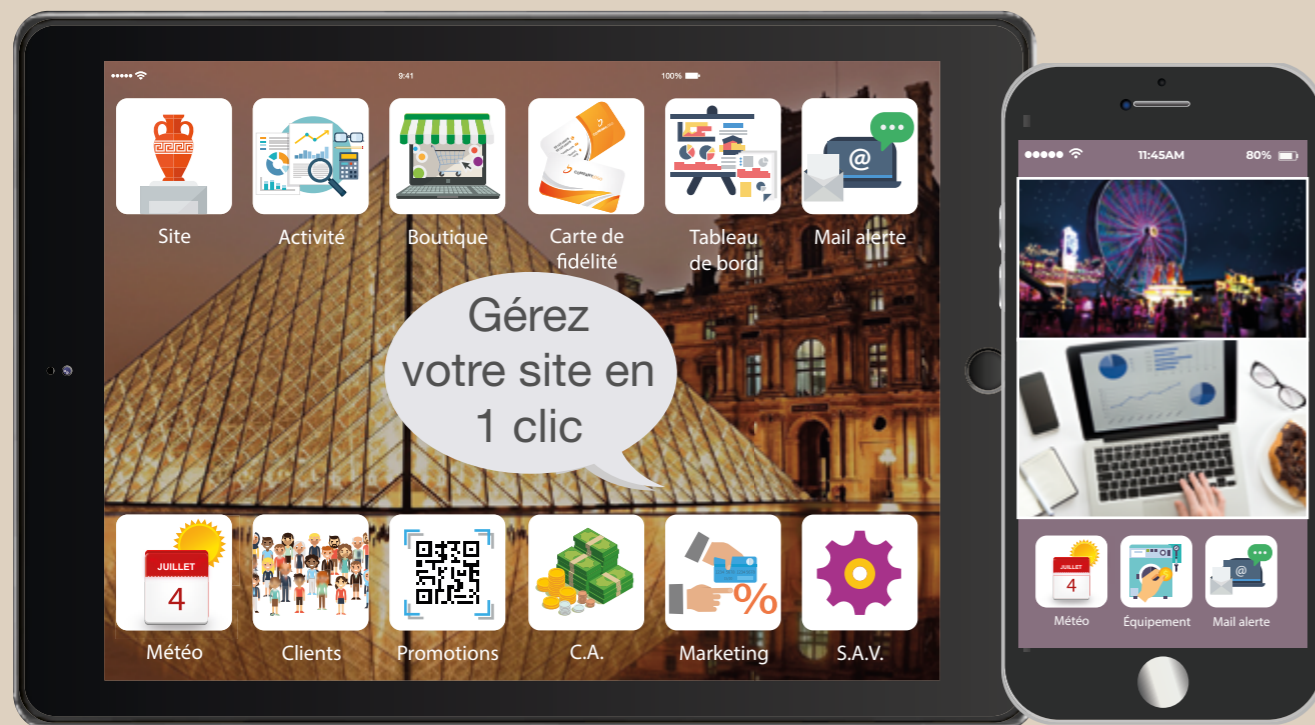 9:41
100%
Site
Activité
Boutique
Carte de
fidélité
Tableau
de bord
Mail alerte
@
Gérez
votre site en
1 clic
JUILLET
4
%
Météo
Clients
Promotions
C.A.
Marketing
S.A.V.
11:45AM
80%
JUILLET
4
@
Météo
Équipement
Mail alerte